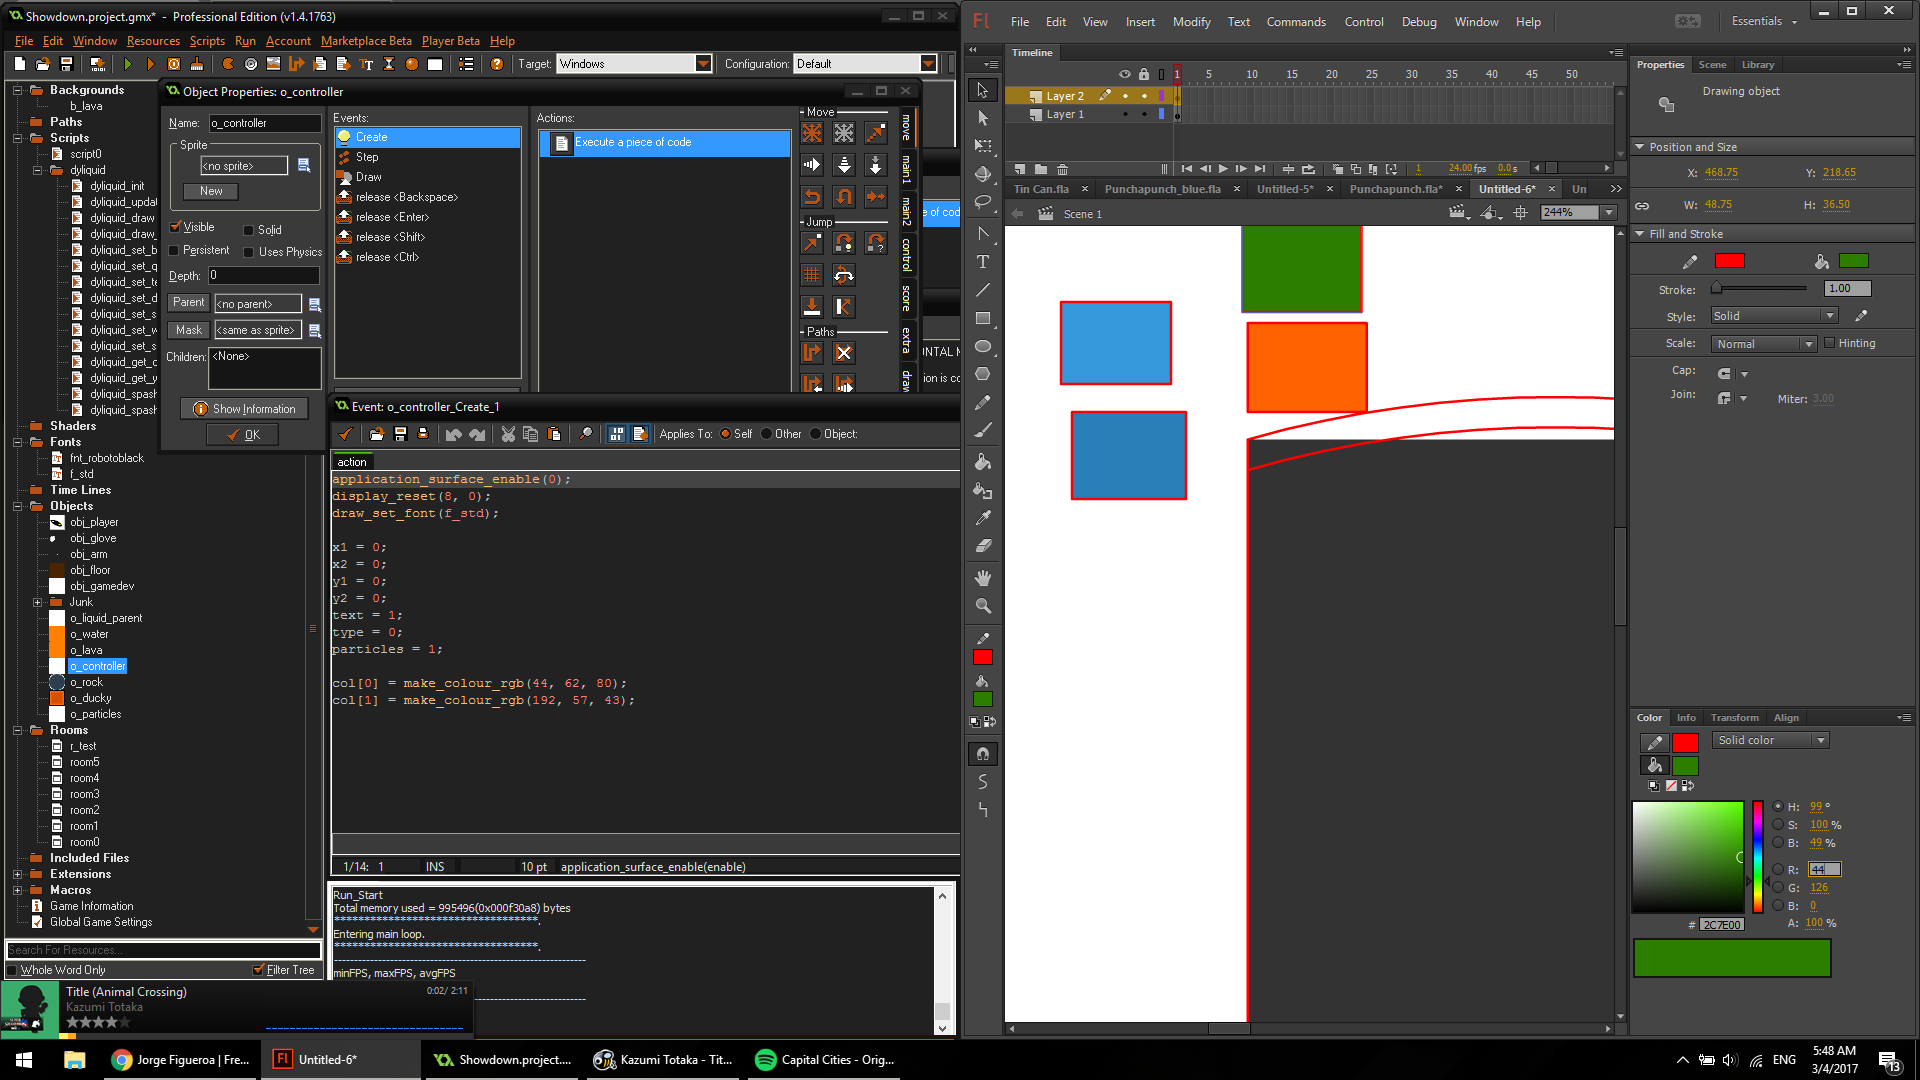 Showdown.project.gmx* - Professional Edition (v1.4.1763)
File Edit Window Resources Scripts Run Account Marketplace Beta Player Beta Help
Target: Windows
Configuration: Default
Backgrounds
b_lava
Paths
Scripts
script0
dyliquid
dyliquid_init
dyliquid_updat
dyliquid_draw
dyliquid_draw_
dyliquid_set_b
dyliquid_set_q
dyliquid_set_te
dyliquid_set_d
dyliquid_set_s
dyliquid_set_w
dyliquid_set_s
dyliquid_get_c
dyliquid_get_y
dyliquid_spash
dyliquid_spash
Shaders
Fonts
fnt_robotoblack
f_std
Time Lines
Objects
obj_player
obj_glove
obj_arm
obj_floor
obj_gamedev
Junk
o_liquid_parent
o_water
o_lava
o_controller
o_rock
o_ducky
o_particles
Rooms
r_test
room5
room4
room3
room2
room1
room0
Included Files
Extensions
Macros
Game Information
Global Game Settings
Search For Resources...
Whole Word Only
Filter Tree
Object Properties: o_controller
Name: o_controller
Sprite
<no sprite>
New
Visible
Solid
Persistent
Uses Physics
Depth: 0
Parent <no parent>
Mask <same as sprite>
Children: <None>
Show Information
OK
Events:
Create
Step
Draw
release <Backspace>
release <Enter>
release <Shift>
release <Ctrl>
Actions:
Execute a piece of code
Move
Jump
Paths
move
main1
main2
control
score
extra
draw
e of cod
NTAL M
ion is co
Event: o_controller_Create_1
Applies To: Self Other Object:
action
application_surface_enable(0);
display_reset(8, 0);
draw_set_font(f_std);
x1 = 0;
x2 = 0;
y1 = 0;
y2 = 0;
text = 1;
type = 0;
particles = 1;
col[0] = make_colour_rgb(44, 62, 80);
col[1] = make_colour_rgb(192, 57, 43);
1/14: 1
INS
10 pt
application_surface_enable(enable)
Run_Start
Total memory used = 995496(0x000f30a8) bytes
**********************************.
Entering main loop.
**********************************.
minFPS, maxFPS, avgFPS
Title (Animal Crossing)
0:02/ 2:11
Kazumi Totaka
Fl
File Edit View Insert Modify Text Commands Control Debug Window Help
Essentials
Timeline
1 5 10 15 20 25 30 35 40 45 50
Layer 2
Layer 1
1 24.00 fps 0.0 s
Tin Can.fla
Punchapunch_blue.fla
Untitled-5*
Punchapunch.fla*
Untitled-6*
Un
Scene 1
244%
Properties Scene Library
Drawing object
Position and Size
X: 468.75 Y: 218.65
W: 48.75 H: 36.50
Fill and Stroke
Stroke: 1.00
Style: Solid
Scale: Normal Hinting
Cap:
Join: Miter: 3.00
Color Info Transform Align
Solid color
H: 99 °
S: 100 %
B: 49 %
R: 44
G: 126
B: 0
A: 100 %
# 2C7E00
Jorge Figueroa | Fre...
Untitled-6*
Showdown.project....
Kazumi Totaka - Tit...
Capital Cities - Orig...
ENG
5:48 AM
3/4/2017
13